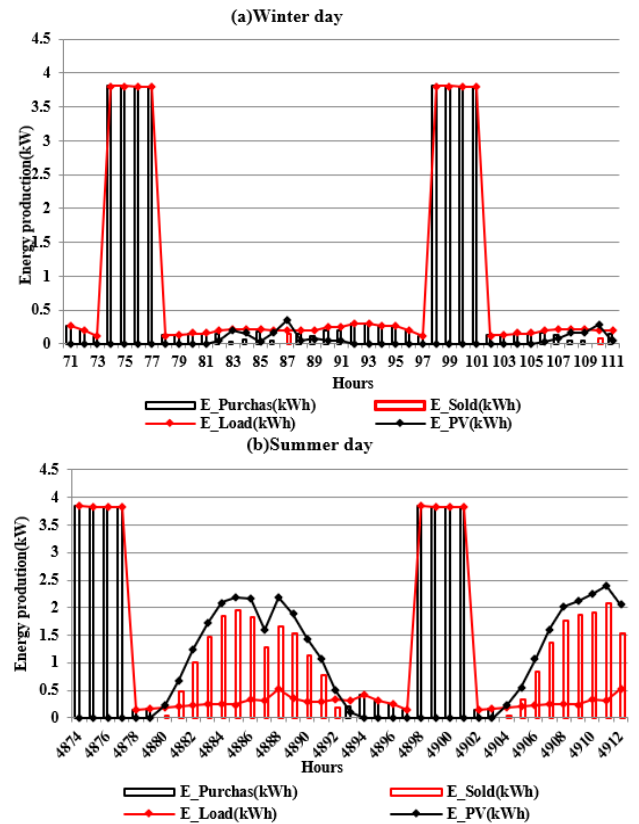 (a)Winter day
4.5
4
3.5
3
2.5
2
1.5
1
0.5
0
Energy production(kW)
71 73 75 77 79 81 83 85 87 89 91 93 95 97 99 101 103 105 107 109 111
Hours
E_Purchas(kWh) E_Sold(kWh)
E_Load(kWh) E_PV(kWh)
(b)Summer day
4.5
4
3.5
3
2.5
2
1.5
1
0.5
0
Energy prodution(kW)
4874 4876 4878 4880 4882 4884 4886 4888 4890 4892 4894 4896 4898 4900 4902 4904 4906 4908 4910 4912
Hours
E_Purchas(kWh) E_Sold(kWh)
E_Load(kWh) E_PV(kWh)